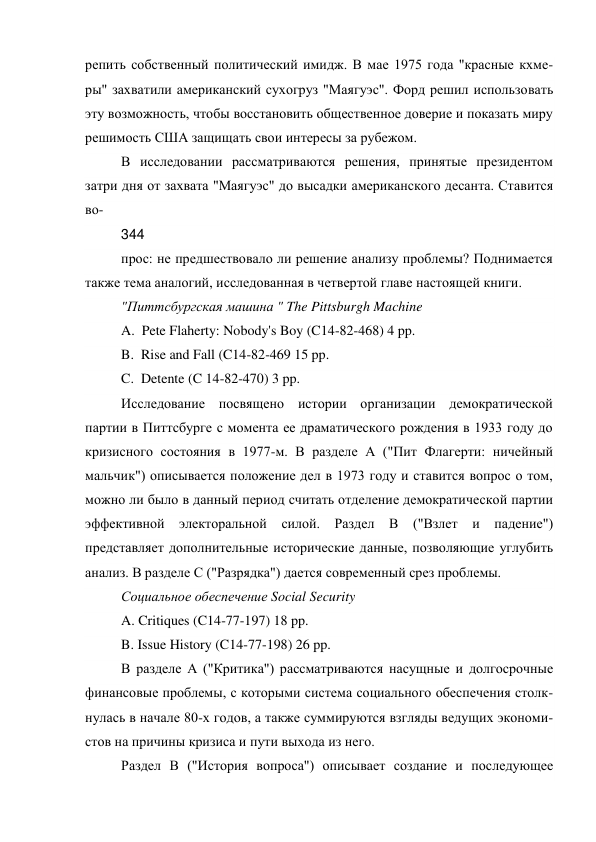 репить собственный политический имидж. В мае 1975 года "красные кхме-
ры" захватили американский сухогруз "Маягуэс". Форд решил использовать
эту возможность, чтобы восстановить общественное доверие и показать миру
решимость США защищать свои интересы за рубежом.
В исследовании рассматриваются решения, принятые президентом
затри дня от захвата "Маягуэс" до высадки американского десанта. Ставится
во-
344
прос: не предшествовало ли решение анализу проблемы? Поднимается
также тема аналогий, исследованная в четвертой главе настоящей книги.
"Питтсбургская машина " The Pittsburgh Machine
A.  Pete Flaherty: Nobody's Boy (C14-82-468) 4 pp.
B.  Rise and Fall (C14-82-469 15 pp.
C.  Detente (C 14-82-470) 3 pp.
Исследование посвящено истории организации демократической
партии в Питтсбурге с момента ее драматического рождения в 1933 году до
кризисного состояния в 1977-м. В разделе А ("Пит Флагерти: ничейный
мальчик") описывается положение дел в 1973 году и ставится вопрос о том,
можно ли было в данный период считать отделение демократической партии
эффективной электоральной силой. Раздел В ("Взлет и падение")
представляет дополнительные исторические данные, позволяющие углубить
анализ. В разделе С ("Разрядка") дается современный срез проблемы.
Социальное обеспечение Social Security
A. Critiques (C14-77-197) 18 pp.
B. Issue History (C14-77-198) 26 pp.
В разделе А ("Критика") рассматриваются насущные и долгосрочные
финансовые проблемы, с которыми система социального обеспечения столк-
нулась в начале 80-х годов, а также суммируются взгляды ведущих экономи-
стов на причины кризиса и пути выхода из него.
Раздел В ("История вопроса") описывает создание и последующее